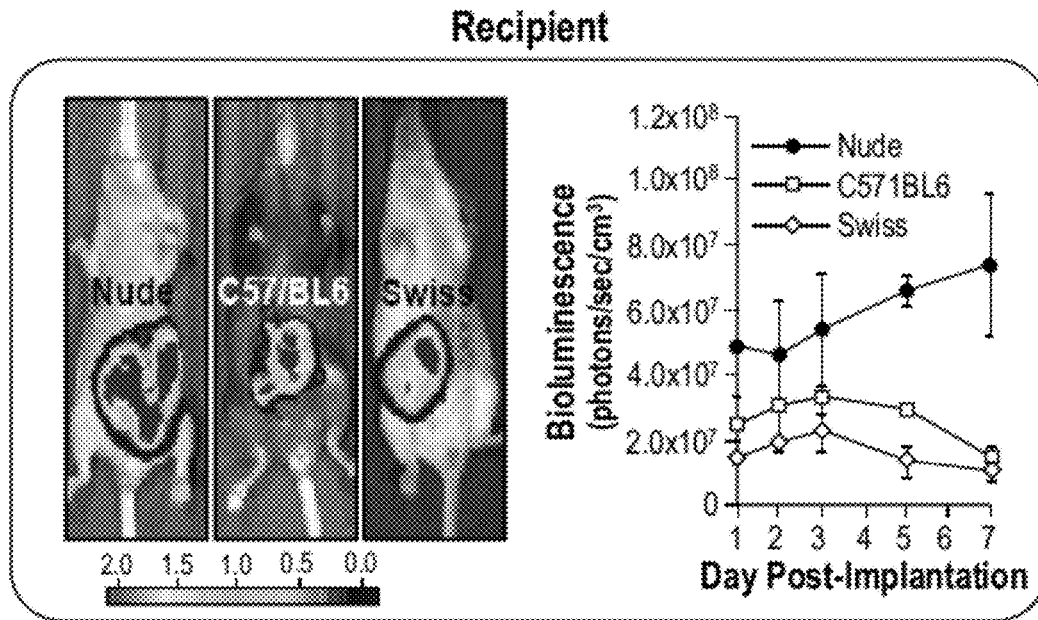 Recipient
Nude
C57//BL6
Swiss
2.0 1.5 1.0 0.5 0.0
Bioluminescence
(photons/sec/cm³)
1.2x10⁸
1.0x10⁸
8.0x10⁷
6.0x10⁷
4.0x10⁷
2.0x10⁷
0
Nude
C571BL6
Swiss
1 2 3 4 5 6 7
Day Post-Implantation